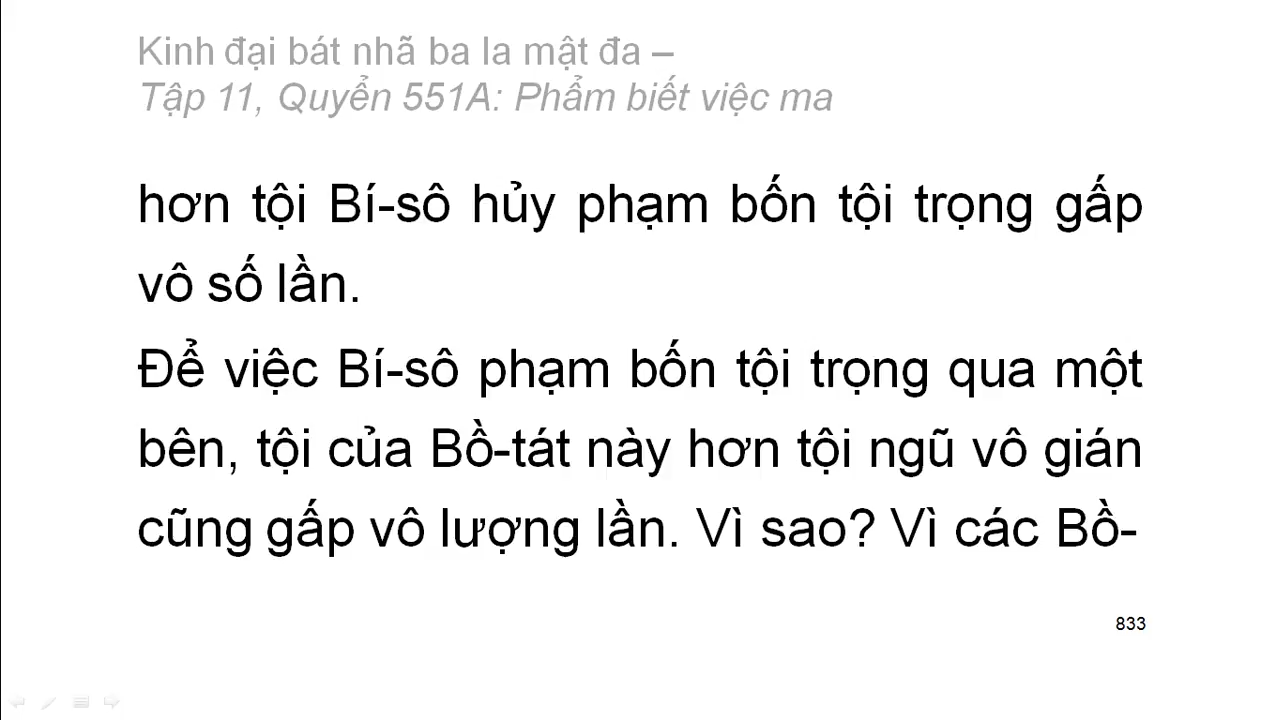 Kinh đại bát nhã ba la mật đa –
Tập 11, Quyển 551A: Phẩm biết việc ma
hơn tội Bí-sô hủy phạm bốn tội trọng gấp
vô số lần.
Để việc Bí-sô phạm bốn tội trọng qua một
bên, tội của Bồ-tát này hơn tội ngũ vô gián
cũng gấp vô lượng lần. Vì sao? Vì các Bồ-
833